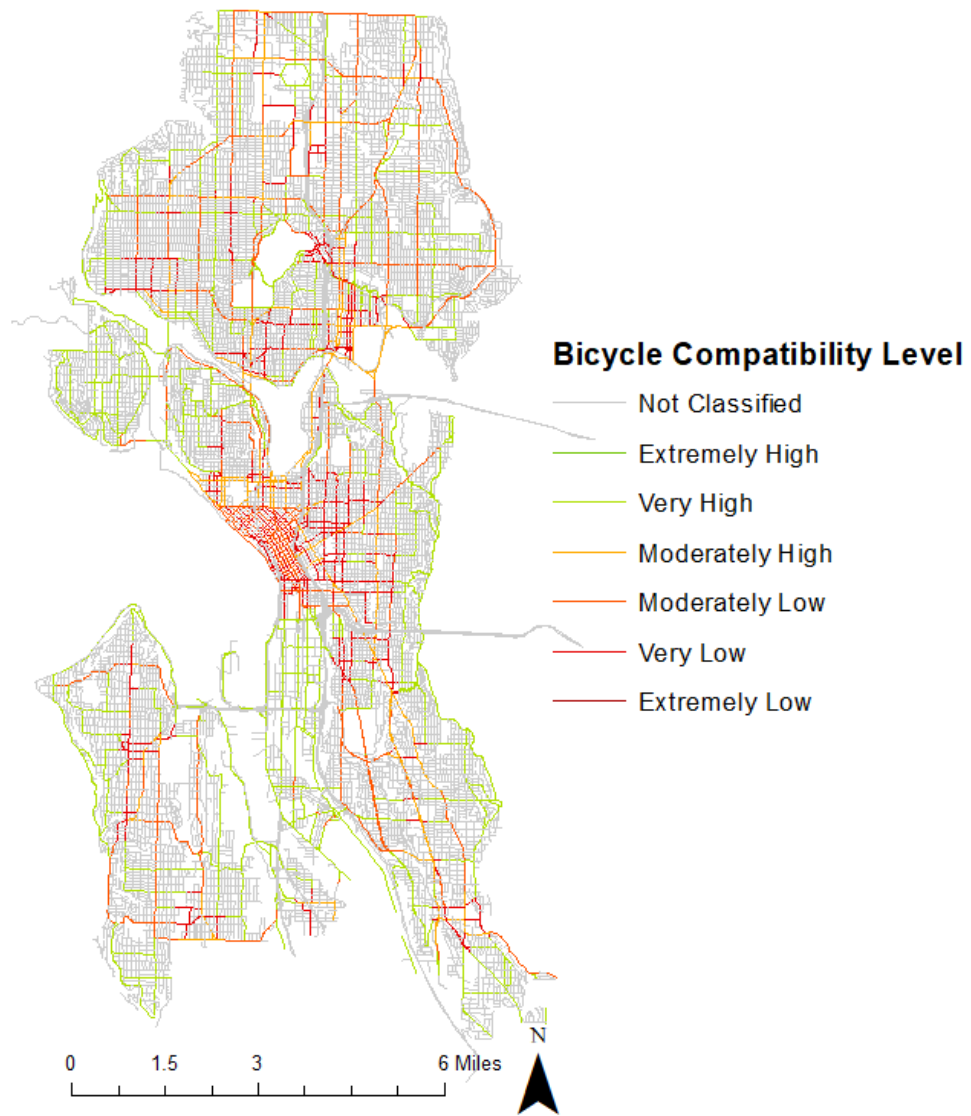 Bicycle Compatibility Level
Not Classified
Extremely High
Very High
Moderately High
Moderately Low
Very Low
Extremely Low
N
0 1.5 3 6 Miles